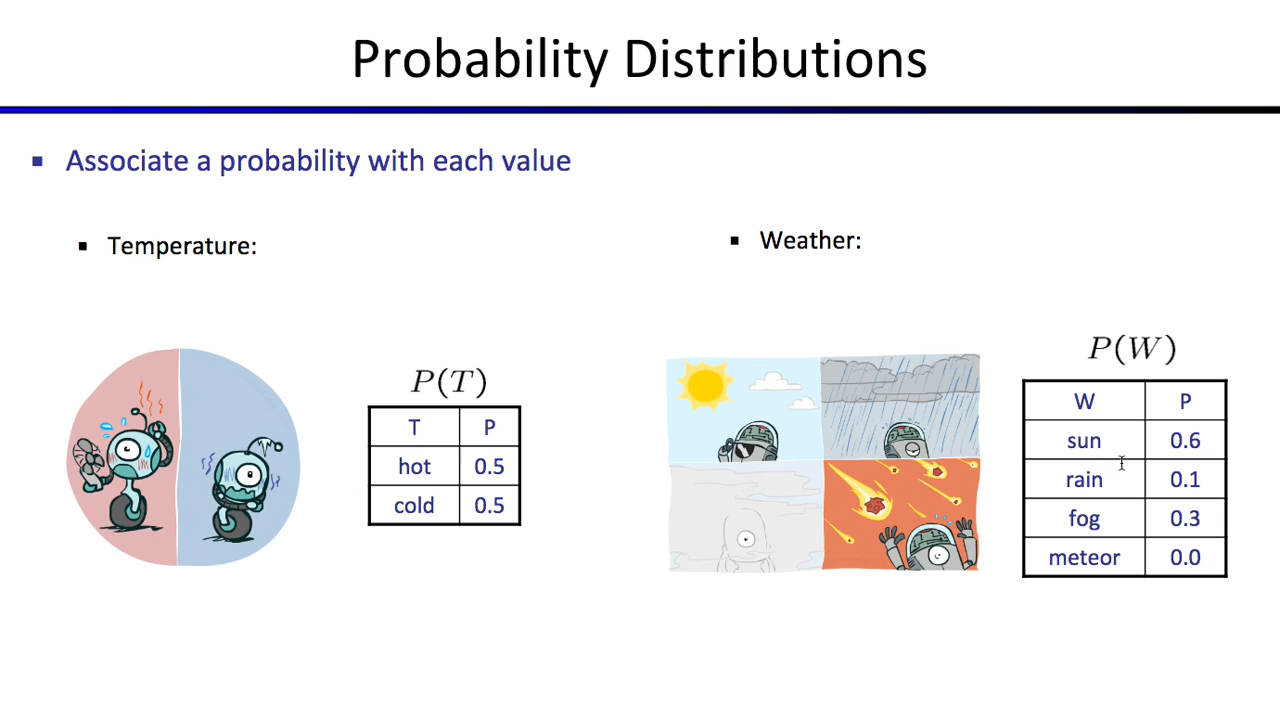 Probability Distributions
▪ Associate a probability with each value
▪ Temperature:
P(T)
T P
hot 0.5
cold 0.5
▪ Weather:
P(W)
W P
sun 0.6
rain 0.1
fog 0.3
meteor 0.0